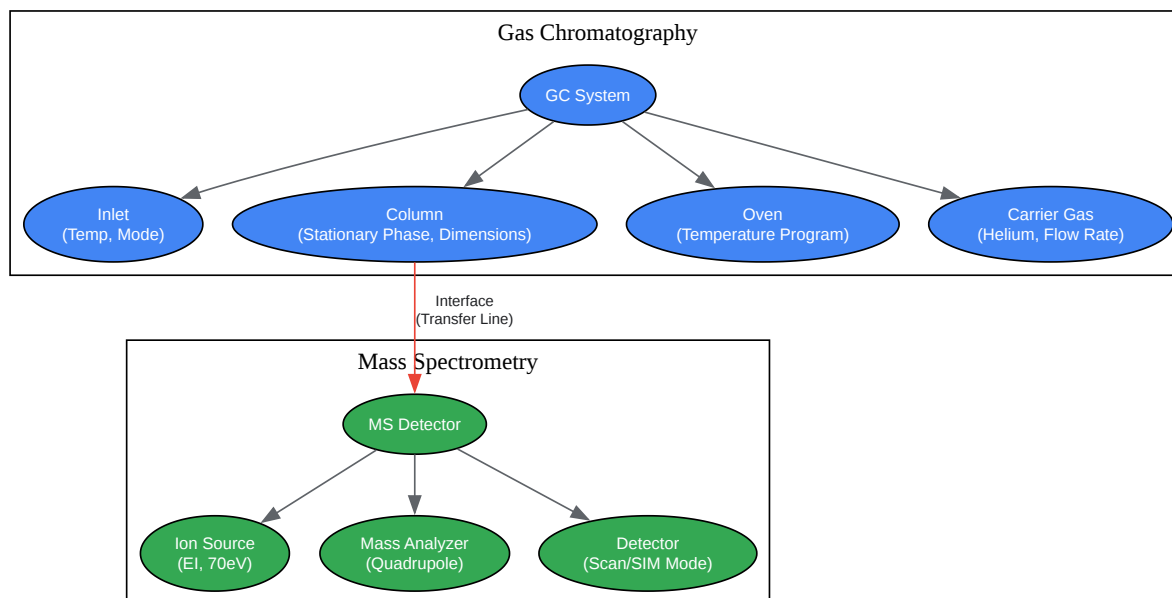 Gas Chromatography
GC System
Inlet
(Temp, Mode)
Column
(Stationary Phase, Dimensions)
Oven
(Temperature Program)
Carrier Gas
(Helium, Flow Rate)
Interface
(Transfer Line)
Mass Spectrometry
MS Detector
Ion Source
(EI, 70eV)
Mass Analyzer
(Quadrupole)
Detector
(Scan/SIM Mode)